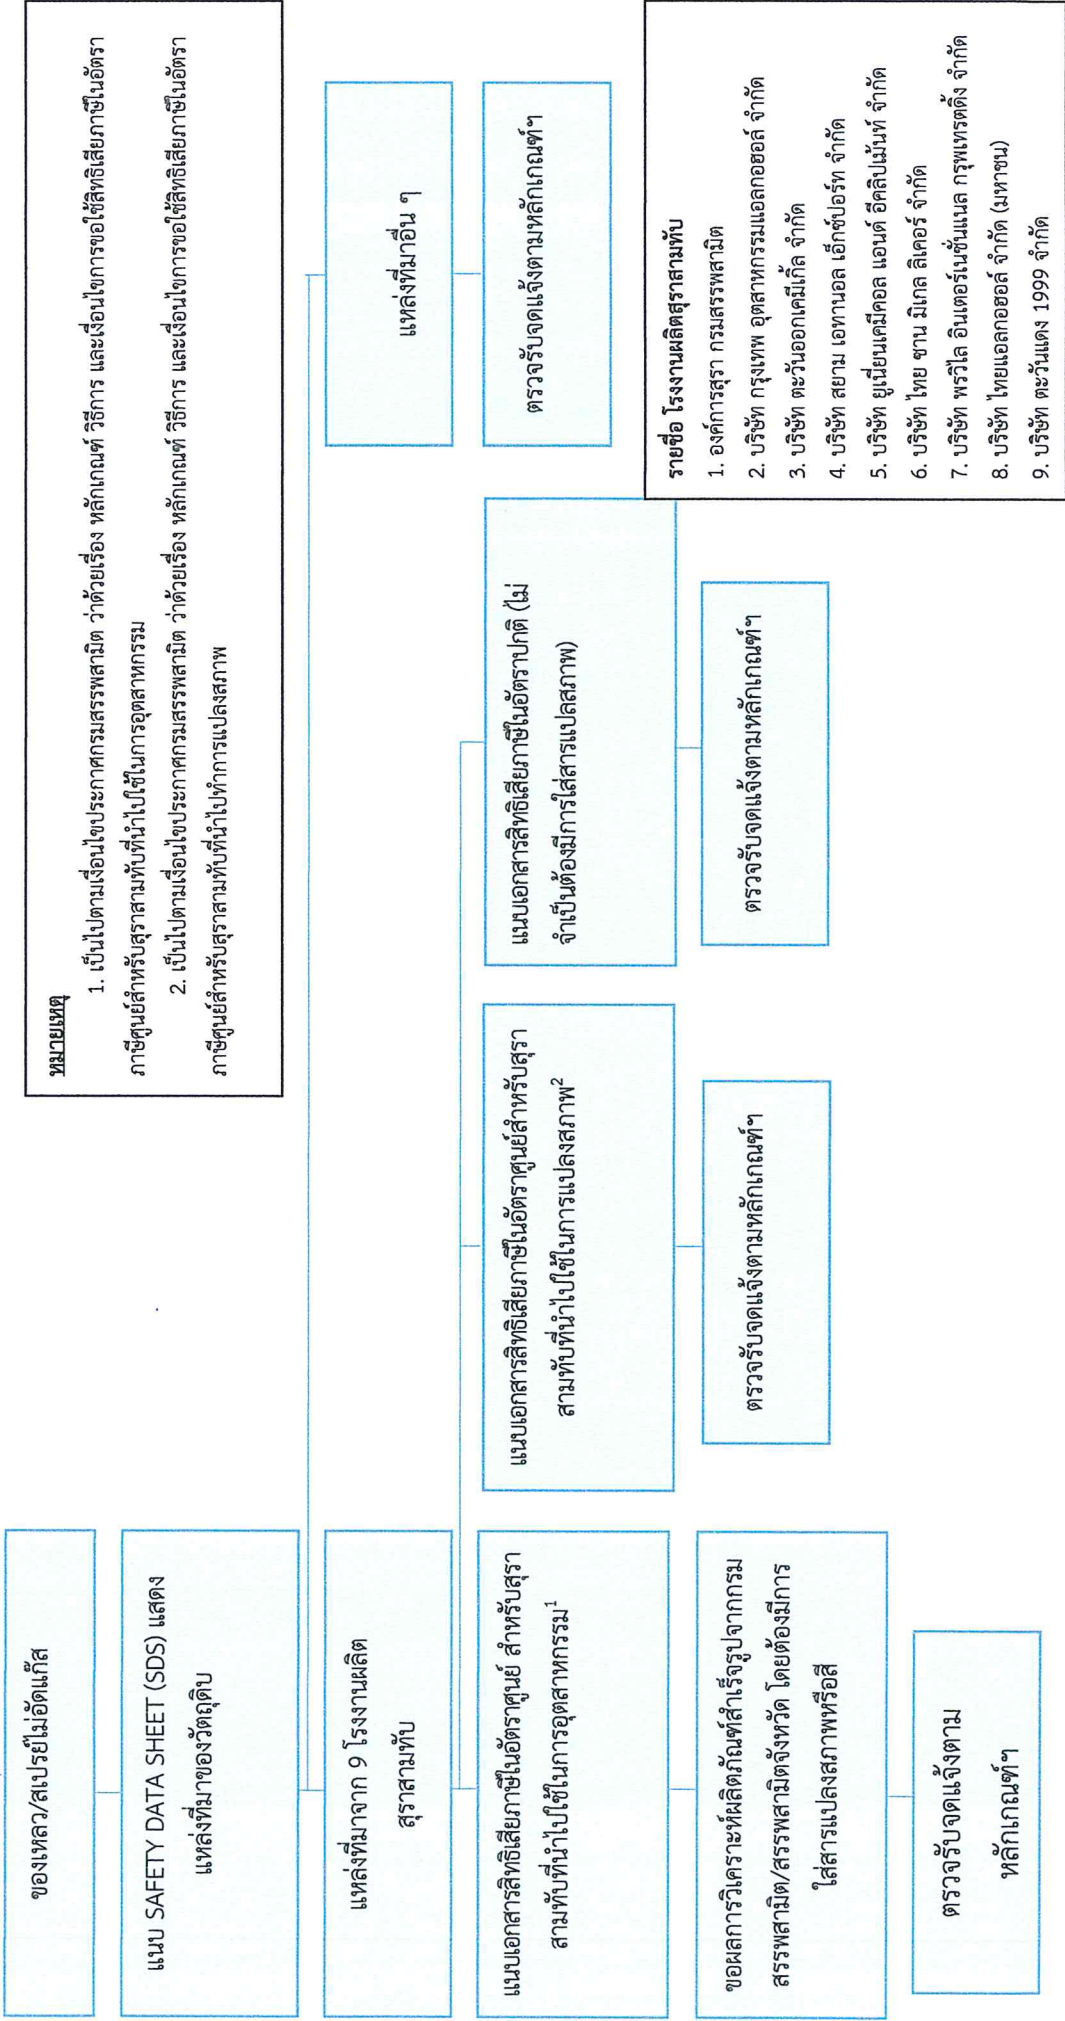 ของเหลว/สเปรย์ไม่อัดแก๊ส
แนบ SAFETY DATA SHEET (SDS) แสดง
แหล่งที่มาของวัตถุดิบ
หมายเหตุ
1. เป็นไปตามเงื่อนไขประกาศกรมสรรพสามิต ว่าด้วยเรื่อง หลักเกณฑ์ วิธีการ และเงื่อนไขการขอใช้สิทธิเสียภาษีในอัตรา
ภาษีศูนย์สำหรับสุราสามทับที่นำไปใช้ในการอุตสาหกรรม
2. เป็นไปตามเงื่อนไขประกาศกรมสรรพสามิต ว่าด้วยเรื่อง หลักเกณฑ์ วิธีการ และเงื่อนไขการขอใช้สิทธิเสียภาษีในอัตรา
ภาษีศูนย์สำหรับสุราสามทับที่นำไปทำการแปลงสภาพ
แหล่งที่มาจาก 9 โรงงานผลิต
สุราสามทับ
แหล่งที่มาอื่น ๆ
แนบเอกสารสิทธิเสียภาษีในอัตราศูนย์ สำหรับสุรา
สามทับที่นำไปใช้ในการอุตสาหกรรม1
แนบเอกสารสิทธิเสียภาษีในอัตราศูนย์สำหรับสุรา
สามทับที่นำไปใช้ในการแปลงสภาพ2
แนบเอกสารสิทธิเสียภาษีในอัตราปกติ (ไม่
จำเป็นต้องมีการใส่สารแปลสภาพ)
ตรวจรับจดแจ้งตามหลักเกณฑ์ฯ
ขอผลการวิเคราะห์ผลิตภัณฑ์สำเร็จรูปจากกรม
สรรพสามิต/สรรพสามิตจังหวัด โดยต้องมีการ
ใส่สารแปลงสภาพหรือสี
ตรวจรับจดแจ้งตามหลักเกณฑ์ฯ
ตรวจรับจดแจ้งตามหลักเกณฑ์ฯ
ตรวจรับจดแจ้งตาม
หลักเกณฑ์ฯ
รายชื่อ โรงงานผลิตสุราสามทับ
1. องค์การสุรา กรมสรรพสามิต
2. บริษัท กรุงเทพ อุตสาหกรรมแอลกอฮอล์ จำกัด
3. บริษัท ตะวันออกเคมีเกิ้ล จำกัด
4. บริษัท สยาม เอทานอล เอ็กซ์ปอร์ท จำกัด
5. บริษัท ยูเนี่ยนเคมีคอล แอนด์ อีคลิปเม้นท์ จำกัด
6. บริษัท ไทย ซาน มิเกล ลิเคอร์ จำกัด
7. บริษัท พรวิไล อินเตอร์เนชั่นแนล กรุพเทรตดิ้ง จำกัด
8. บริษัท ไทยแอลกอฮอล์ จำกัด (มหาชน)
9. บริษัท ตะวันแดง 1999 จำกัด